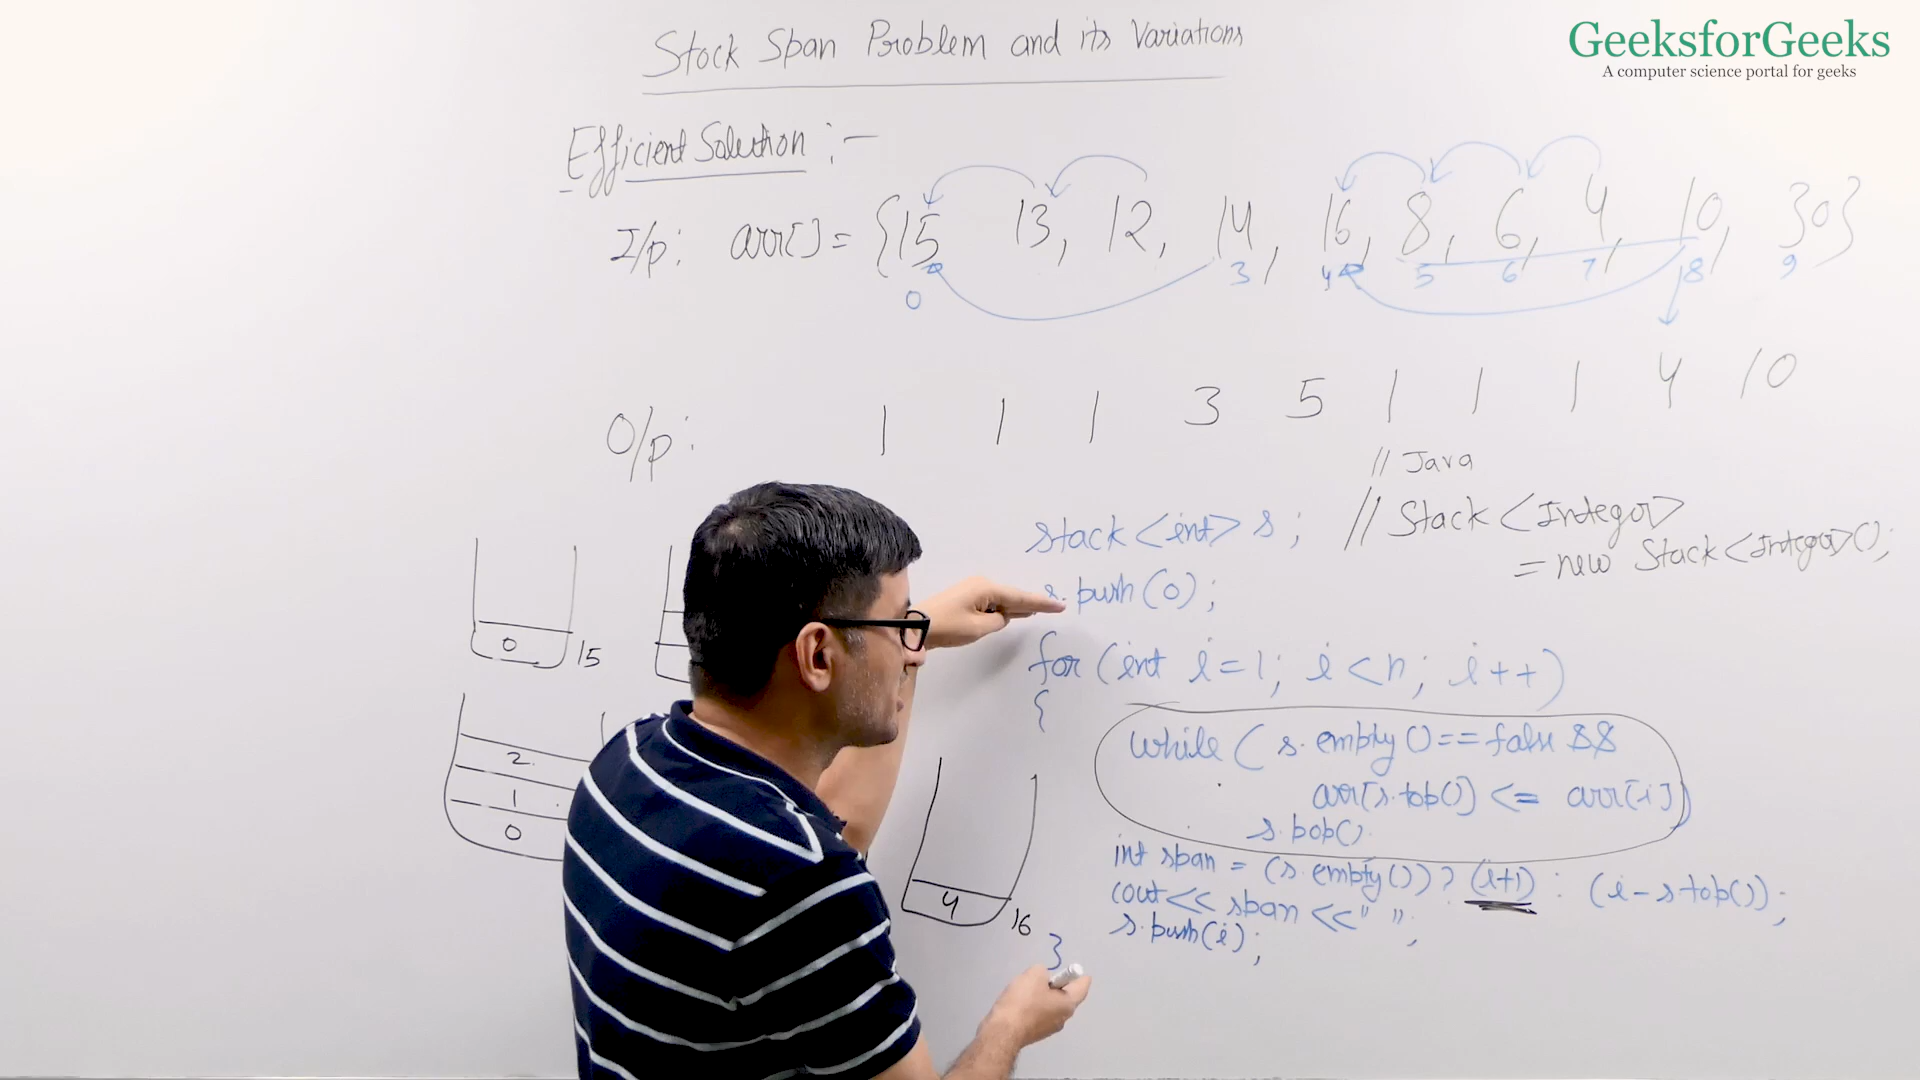 GeeksforGeeks
A computer science portal for geeks
Stock Span Problem and its Variations
Efficient Solution :-
I/p: arr[] = {15 13, 12, 14, 16, 8, 6, 4, 10, 30}
0 3 4 5 6 7 8 9
O/p: 1 1 1 3 5 1 1 1 4 10
// Java
stack <int> s ; // Stack <Integer>
= new Stack <Integer>();
s.push(0);
for (int i=1; i<n; i++)
{
while ( s.empty()==false &&
arr[s.top()] <= arr[i])
s.pop()
int span = (s.empty())? (i+1) : (i-s.top());
cout<< span <<" ";
s.push(i);
}
0 15
2
1
0
4 16